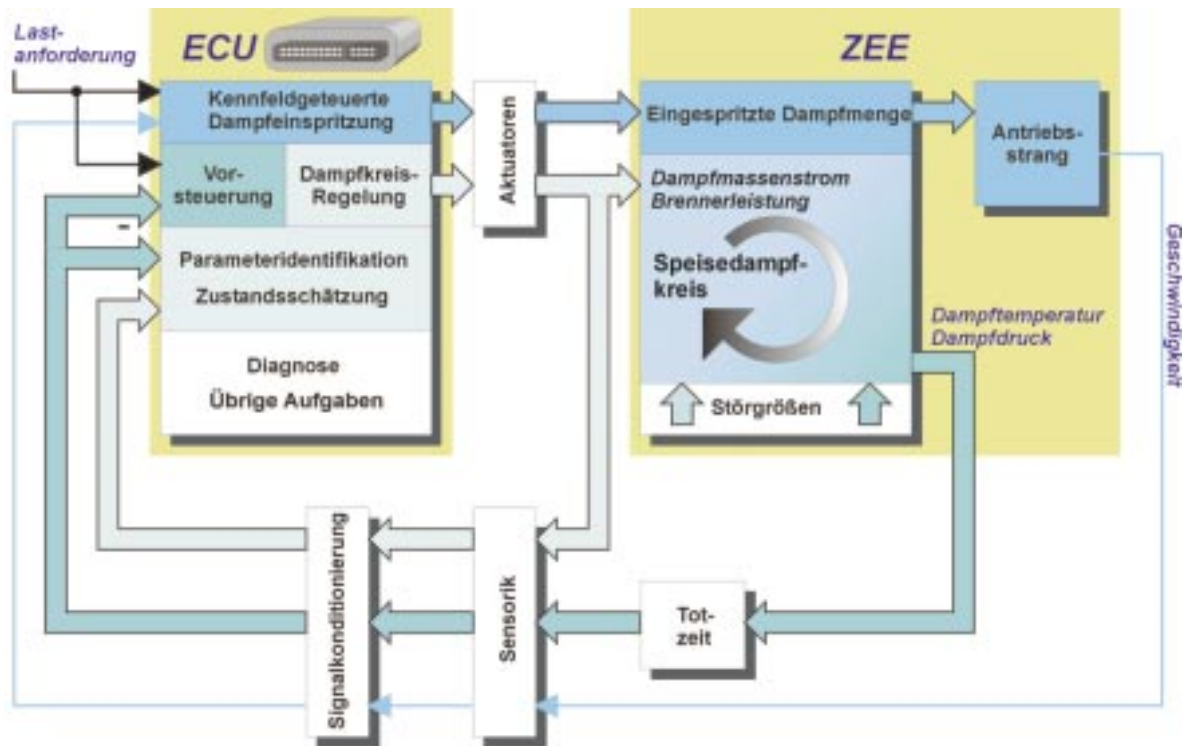 Last-
anforderung
ECU
ZEE
Kennfeldgeteuerte
Dampfeinspritzung
Vor-
steuerung
Dampfkreis-
Regelung
Parameteridentifikation
Zustandsschätzung
Diagnose
Übrige Aufgaben
Aktuatoren
Eingespritzte Dampfmenge
Dampfmassenstrom
Brennerleistung
Speisedampf-
kreis
Störgrößen
Antriebs-
strang
Geschwindigkeit
Dampftemperatur
Dampfdruck
-
Signalkonditionierung
Sensorik
Tot-
zeit